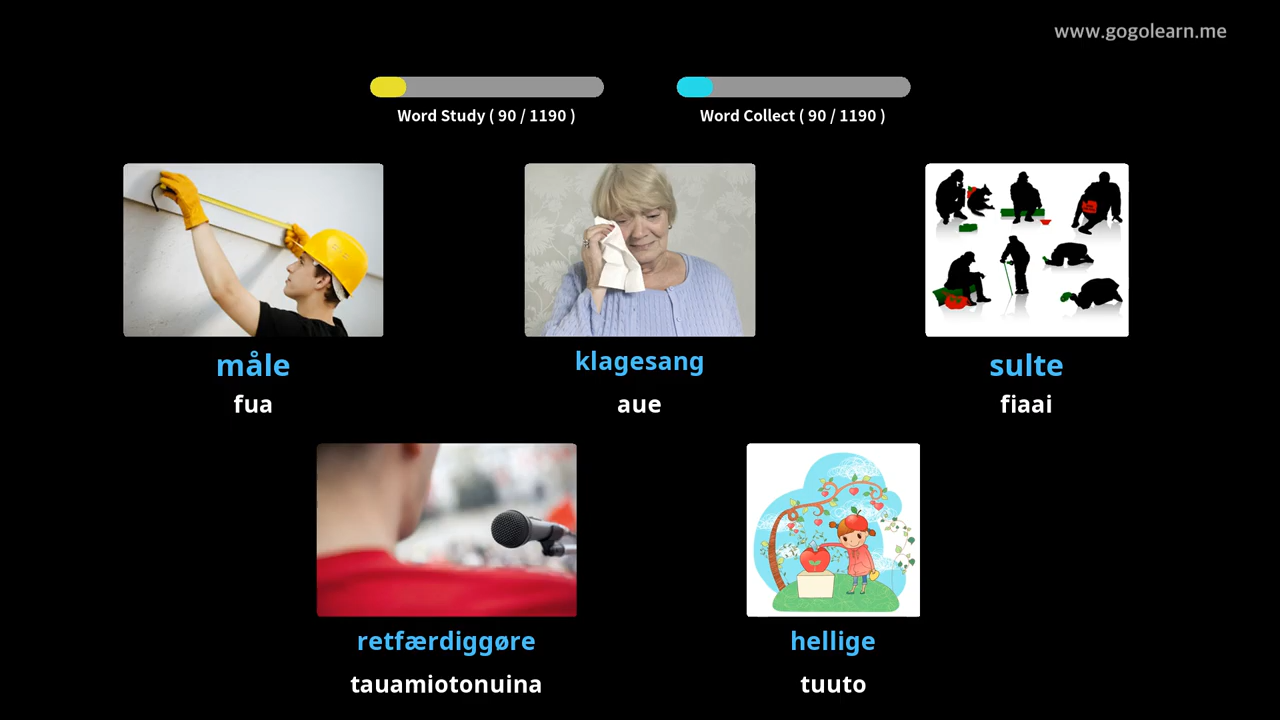 www.gogolearn.me
Word Study ( 90 / 1190 )
Word Collect ( 90 / 1190 )
måle
fua
klagesang
aue
sulte
fiaai
retfærdiggøre
tauamiotonuina
hellige
tuuto